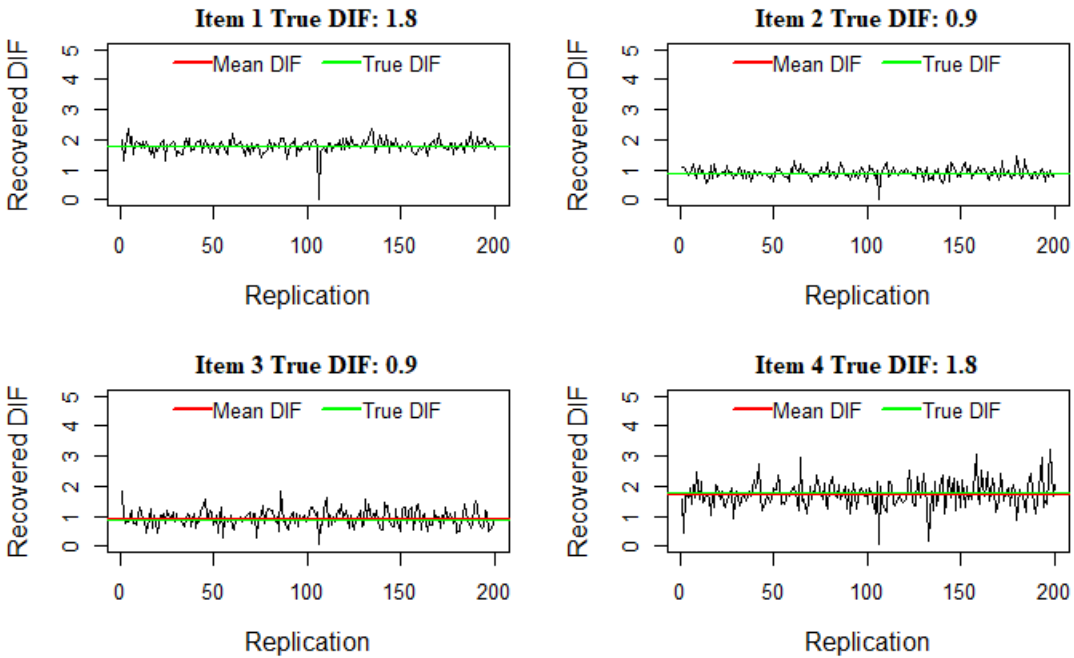 Item 1 True DIF: 1.8
Recovered DIF
5
4
3
2
1
0
Mean DIF
True DIF
0 50 100 150 200
Replication
Item 2 True DIF: 0.9
Recovered DIF
5
4
3
2
1
0
Mean DIF
True DIF
0 50 100 150 200
Replication
Item 3 True DIF: 0.9
Recovered DIF
5
4
3
2
1
0
Mean DIF
True DIF
0 50 100 150 200
Replication
Item 4 True DIF: 1.8
Recovered DIF
5
4
3
2
1
0
Mean DIF
True DIF
0 50 100 150 200
Replication